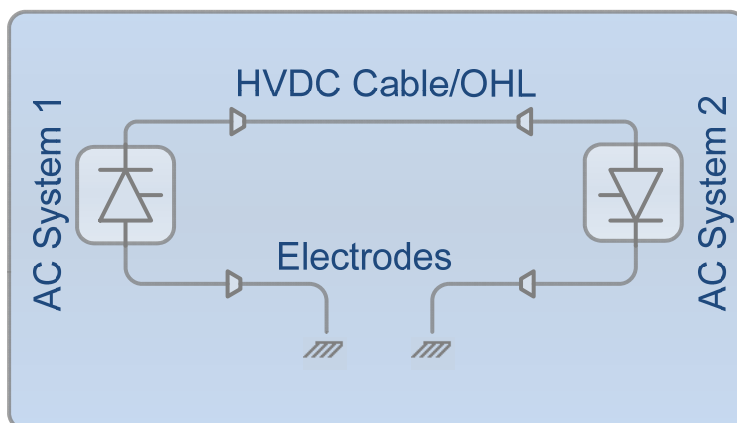 HVDC Cable/OHL
AC System 1
AC System 2
Electrodes